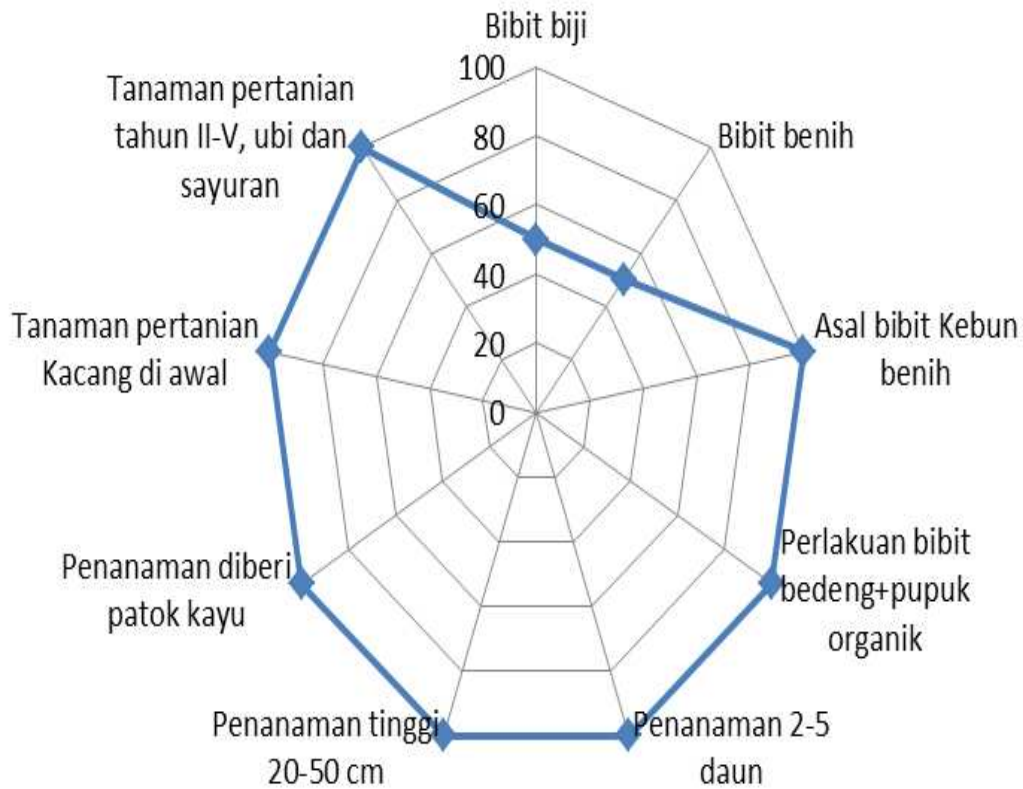 Bibit biji
Bibit benih
Asal bibit Kebun
benih
Perlakuan bibit
bedeng+pupuk
organik
Penanaman 2-5
daun
Penanaman tinggi
20-50 cm
Penanaman diberi
patok kayu
Tanaman pertanian
Kacang di awal
Tanaman pertanian
tahun II-V, ubi dan
sayuran
100
80
60
40
20
0